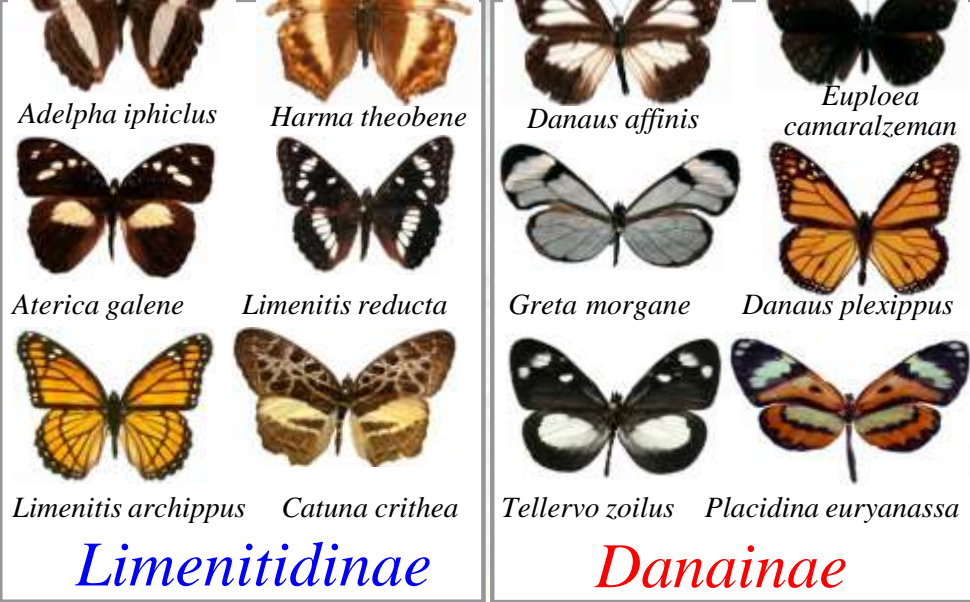 Adelpha iphiclus
Harma theobene
Danaus affinis
Euploea
camaralzeman
Aterica galene
Limenitis reducta
Greta morgane
Danaus plexippus
Limenitis archippus
Catuna crithea
Tellervo zoilus
Placidina euryanassa
Limenitidinae
Danainae